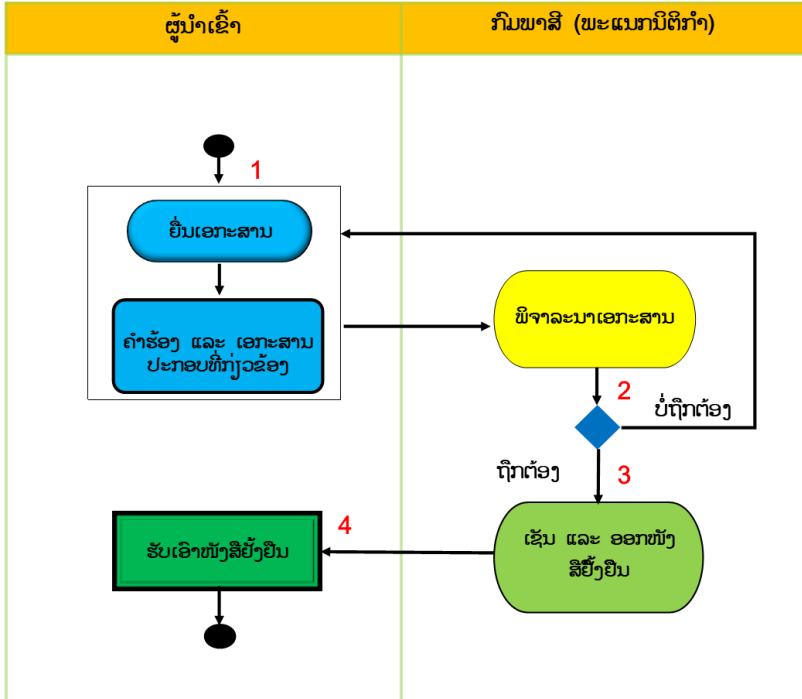 ຜູ້ນຳເຂົ້າ
ກົມພາສີ (ພະແນກນິຕິກຳ)
1
ຍື່ນເອກະສານ
ຄຳຮ້ອງ ແລະ ເອກະສານ
ປະກອບທີ່ກ່ຽວຂ້ອງ
ພິຈາລະນາເອກະສານ
2
ບໍ່ຖືກຕ້ອງ
ຖືກຕ້ອງ
3
ເຊັນ ແລະ ອອກໜັງ
ສືຢັ້ງຢືນ
4
ຮັບເອົາໜັງສືຢັ້ງຢືນ